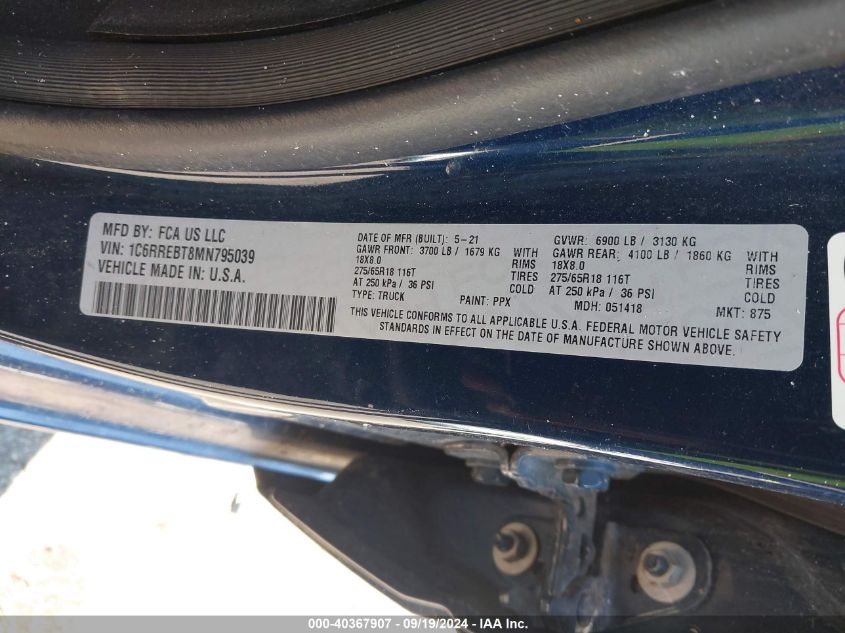 MFD BY: FCA US LLC
VIN: 1C6RREBT8MN795039
VEHICLE MADE IN: U.S.A.
DATE OF MFR (BUILT): 5-21 GVWR: 6900 LB / 3130 KG
GAWR FRONT: 3700 LB / 1679 KG WITH GAWR REAR: 4100 LB / 1860 KG WITH
18X8.0 RIMS 18X8.0 RIMS
275/65R18 116T TIRES 275/65R18 116T TIRES
AT 250 kPa / 36 PSI COLD AT 250 kPa / 36 PSI COLD
TYPE: TRUCK PAINT: PPX MDH: 051418 MKT: 875
THIS VEHICLE CONFORMS TO ALL APPLICABLE U.S.A. FEDERAL MOTOR VEHICLE SAFETY
STANDARDS IN EFFECT ON THE DATE OF MANUFACTURE SHOWN ABOVE.
000-40367907 - 09/19/2024 - IAA, Inc.